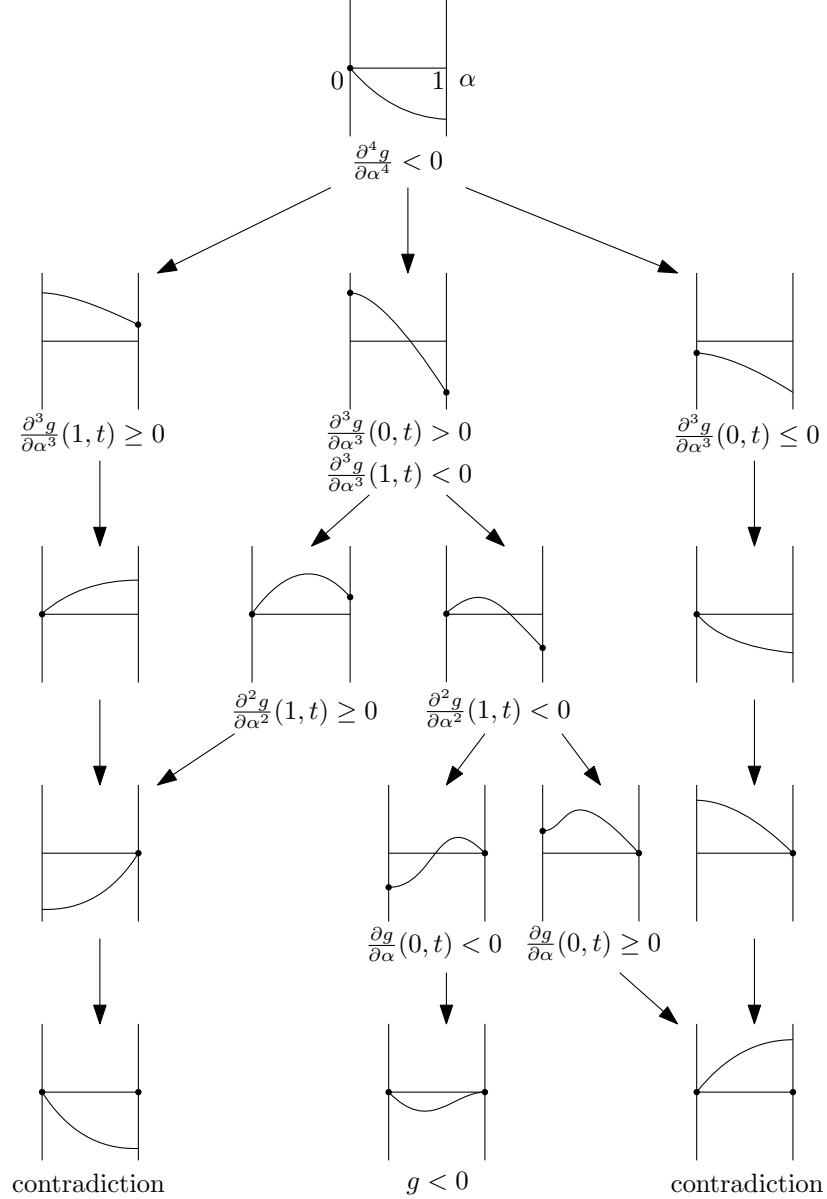 0 1 α
∂⁴g/∂α⁴ < 0
∂³g/∂α³(1, t) ≥ 0
∂³g/∂α³(0, t) > 0
∂³g/∂α³(0, t) ≤ 0
∂³g/∂α³(1, t) < 0
∂²g/∂α²(1, t) ≥ 0
∂²g/∂α²(1, t) < 0
∂g/∂α(0, t) < 0
∂g/∂α(0, t) ≥ 0
contradiction
g < 0
contradiction